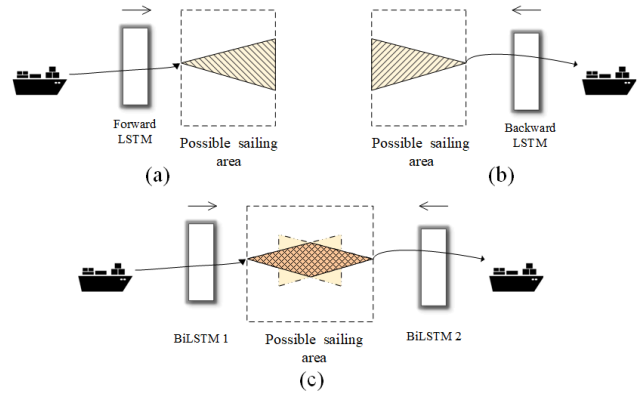 Forward
LSTM
Possible sailing
area
(a)
Possible sailing
area
Backward
LSTM
(b)
BiLSTM 1
Possible sailing
area
BiLSTM 2
(c)